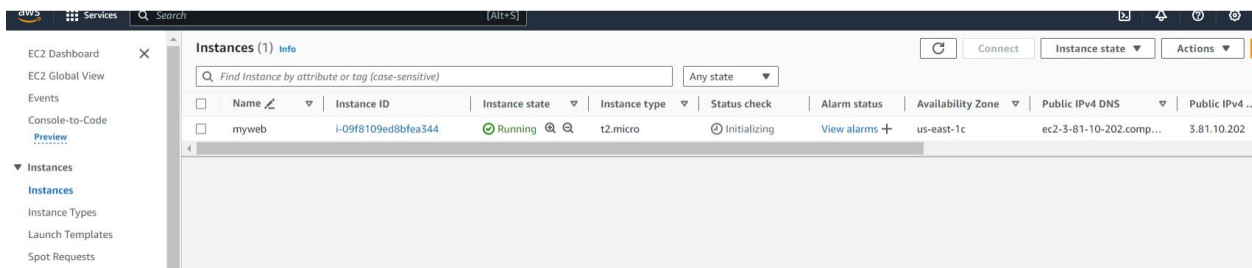 aws Services Search [Alt+S]
EC2 Dashboard
EC2 Global View
Events
Console-to-Code
Preview
Instances
Instances
Instance Types
Launch Templates
Spot Requests
Instances (1) Info
Connect Instance state Actions
Find Instance by attribute or tag (case-sensitive) Any state
Name Instance ID Instance state Instance type Status check Alarm status Availability Zone Public IPv4 DNS Public IPv4 ...
myweb i-09f8109ed8bfea344 Running t2.micro Initializing View alarms + us-east-1c ec2-3-81-10-202.comp... 3.81.10.202